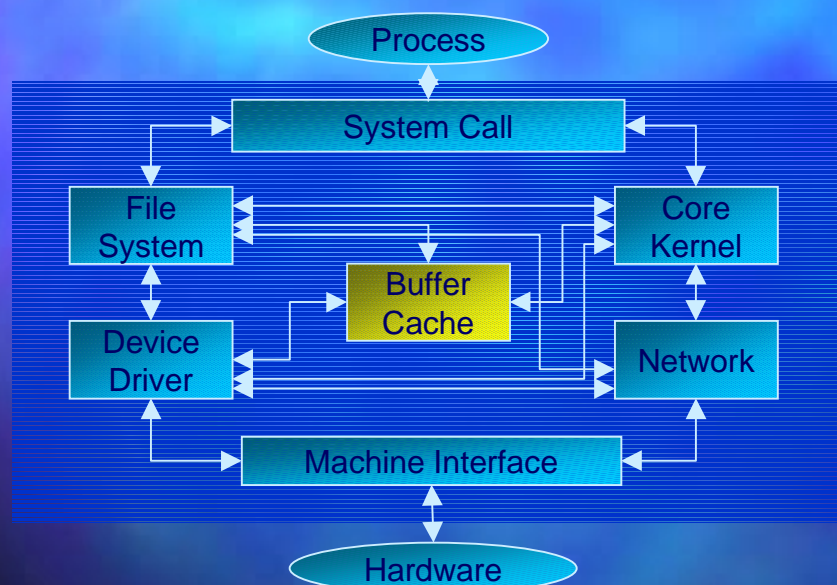 Process
System Call
File
System
Core
Kernel
Buffer
Cache
Device
Driver
Network
Machine Interface
Hardware